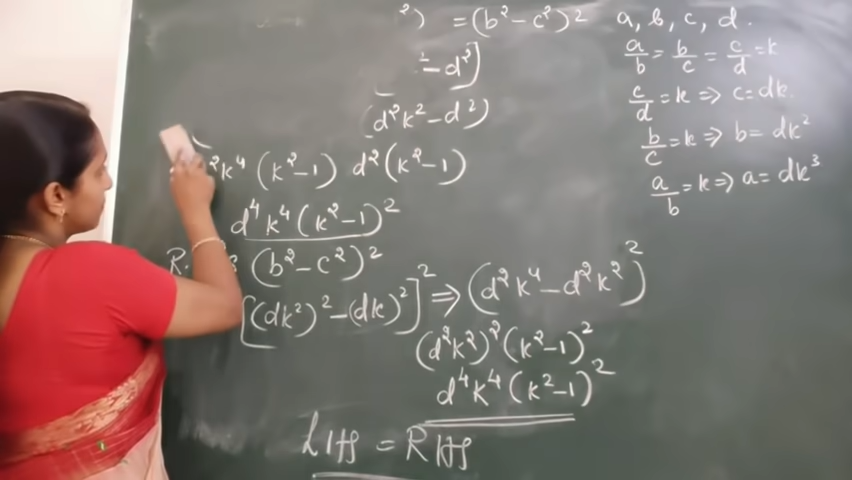 ²) = (b²-c²)²
²-d²]
(d²k²-d²)
²k⁴ (k²-1) d²(k²-1)
d⁴k⁴(k²-1)²
R. S (b²-c²)²
[(dk²)²-(dk)²]² ⇒ (d²k⁴-d²k²)²
(d²k²)²(k²-1)²
d⁴k⁴(k²-1)²
LHS = RHS
a, b, c, d.
a/b = b/c = c/d = k
c/d = k ⇒ c = dk.
b/c = k ⇒ b = dk²
a/b = k ⇒ a = dk³